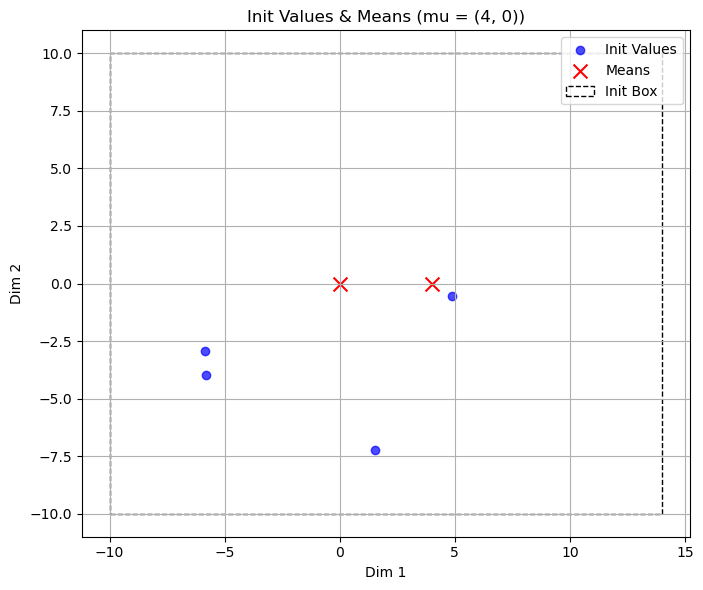 Init Values & Means (mu = (4, 0))
Init Values
Means
Init Box
10.0
7.5
5.0
2.5
0.0
−2.5
−5.0
−7.5
−10.0
Dim 2
−10
−5
0
5
10
15
Dim 1